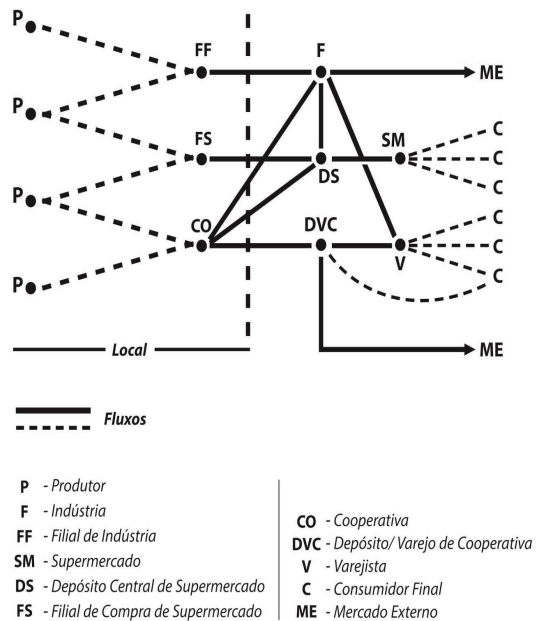 P
FF
F
ME
P
C
FS
SM
C
DS
C
P
C
CO
DVC
C
V
C
P
Local
ME
Fluxos
P - Produtor
F - Indústria
FF - Filial de Indústria
SM - Supermercado
DS - Depósito Central de Supermercado
FS - Filial de Compra de Supermercado
CO - Cooperativa
DVC - Depósito/ Varejo de Cooperativa
V - Varejista
C - Consumidor Final
ME - Mercado Externo